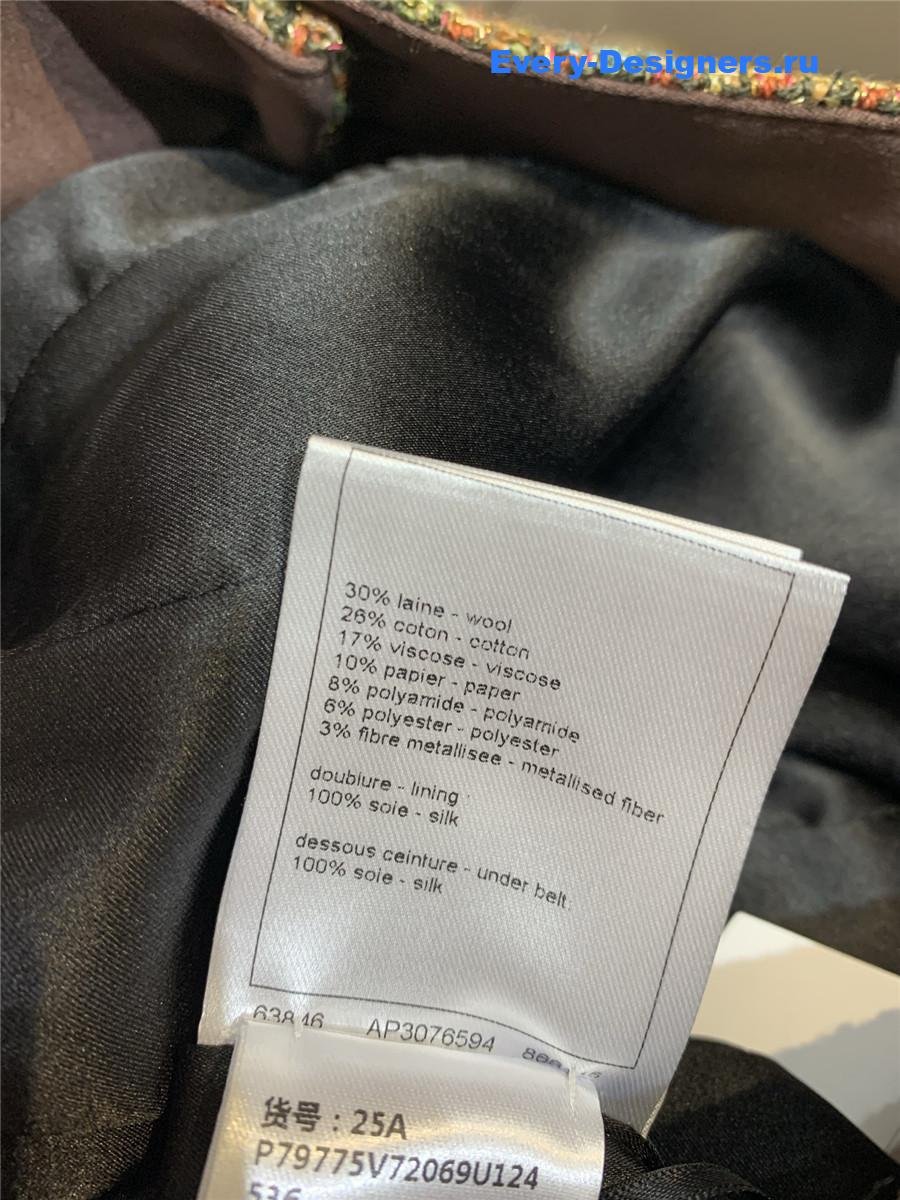 Every-Designers.ru
30% laine - wool
26% coton - cotton
17% viscose - viscose
10% papier - paper
8% polyamide - polyamide
6% polyester - polyester
3% fibre metallisee - metallised fiber
doublure - lining
100% soie - silk
dessous ceinture - under belt
100% soie - silk
AP3076594
货号：25A
P79775V72069U124
536